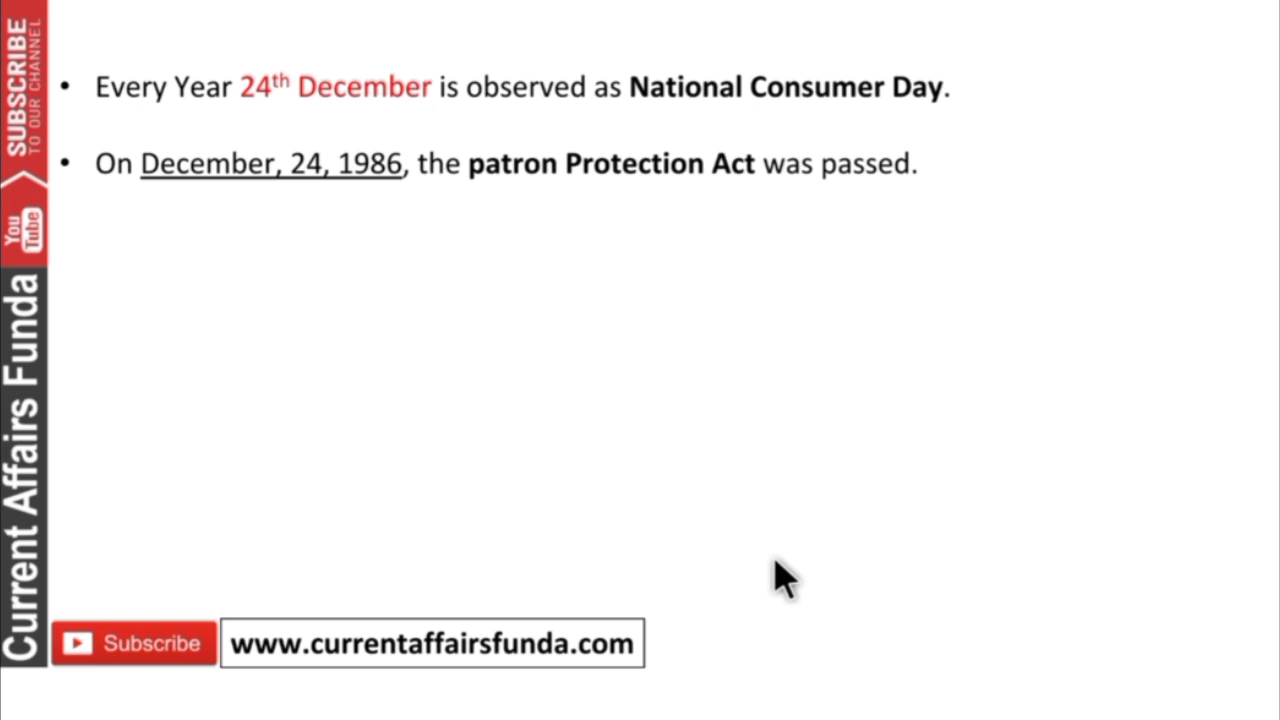 • Every Year 24th December is observed as National Consumer Day.
• On December, 24, 1986, the patron Protection Act was passed.
SUBSCRIBE
TO OUR CHANNEL
You
Tube
Current Affairs Funda
Subscribe
www.currentaffairsfunda.com